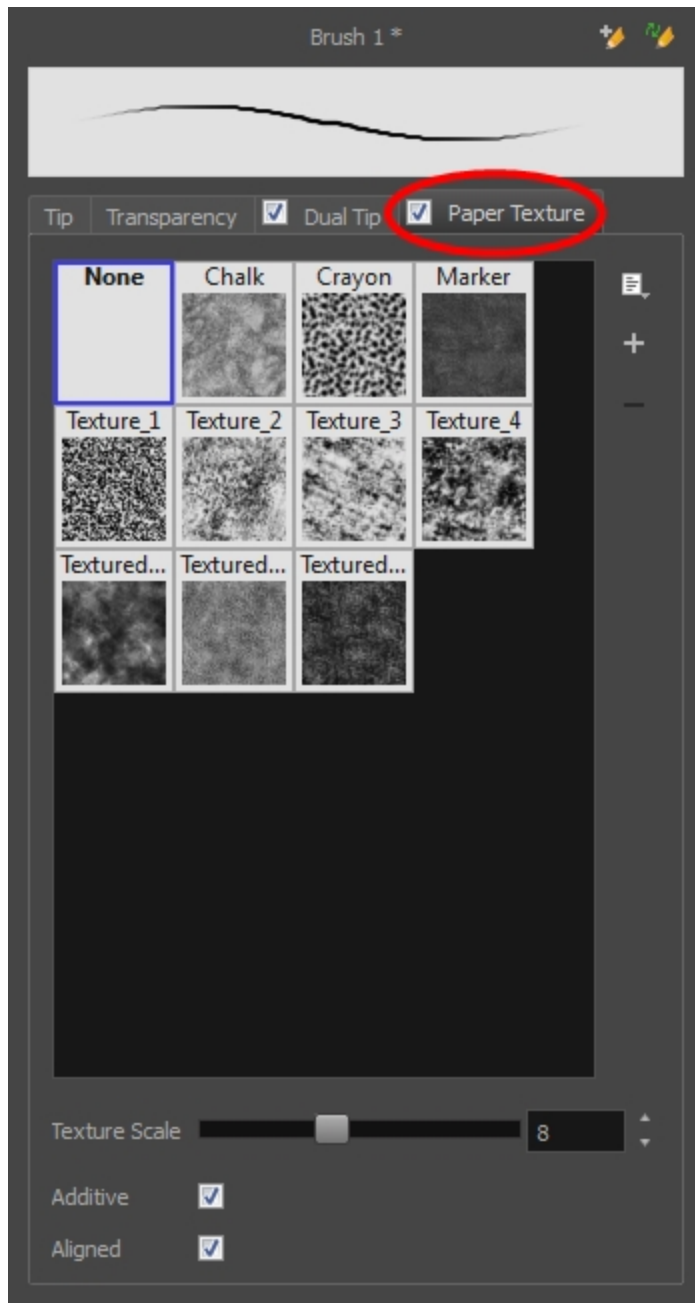 Brush 1 *
Tip Transparency Dual Tip Paper Texture
None Chalk Crayon Marker
Texture_1 Texture_2 Texture_3 Texture_4
Textured... Textured... Textured...
Texture Scale 8
Additive
Aligned